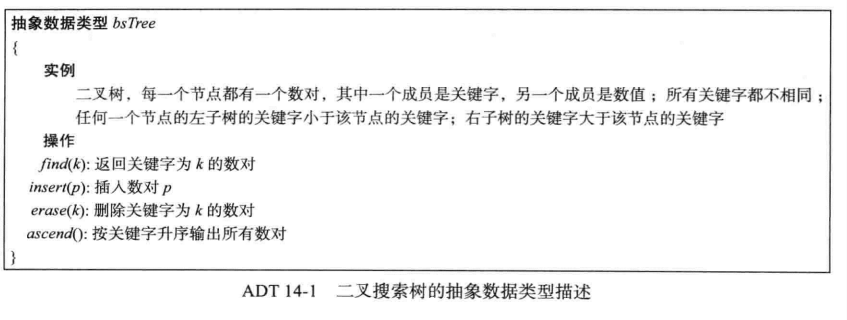 抽象数据类型 bsTree
{
实例
二叉树，每一个节点都有一个数对，其中一个成员是关键字，另一个成员是数值；所有关键字都不相同；
任何一个节点的左子树的关键字小于该节点的关键字；右子树的关键字大于该节点的关键字
操作
find(k): 返回关键字为 k 的数对
insert(p): 插入数对 p
erase(k): 删除关键字为 k 的数对
ascend(): 按关键字升序输出所有数对
}
ADT 14-1 二叉搜索树的抽象数据类型描述